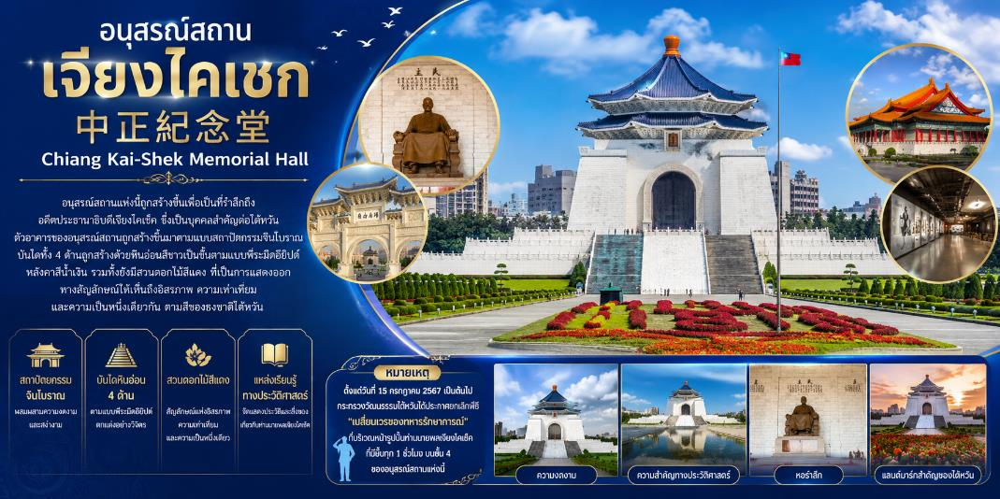 อนุสรณ์สถาน
เจียงไคเชก
中正紀念堂
Chiang Kai-Shek Memorial Hall
อนุสรณ์สถานแห่งนี้ถูกสร้างขึ้นเพื่อเป็นที่รำลึกถึง
อดีตประธานาธิบดีเจียงไคเช็ค ซึ่งเป็นบุคคลสำคัญต่อไต้หวัน
ตัวอาคารของอนุสรณ์สถานถูกสร้างขึ้นมาตามแบบสถาปัตยกรรมจีนโบราณ
บันไดทั้ง 4 ด้านถูกสร้างด้วยหินอ่อนสีขาวเป็นขั้นตามแบบพีระมิดอียิปต์
หลังคาสีน้ำเงิน รวมทั้งยังมีสวนดอกไม้สีแดง ที่เป็นการแสดงออก
ทางสัญลักษณ์ให้เห็นถึงอิสรภาพ ความเท่าเทียม
และความเป็นหนึ่งเดียวกัน ตามสีของธงชาติไต้หวัน
สถาปัตยกรรม
จีนโบราณ
ผสมผสานความงดงาม
และสง่างาม
บันไดหินอ่อน
4 ด้าน
ตามแบบพีระมิดอียิปต์
ตกแต่งอย่างวิจิตร
สวนดอกไม้สีแดง
สัญลักษณ์แห่งอิสรภาพ
ความเท่าเทียม
และความเป็นหนึ่งเดียว
แหล่งเรียนรู้
ทางประวัติศาสตร์
จัดแสดงประวัติและสิ่งของ
เกี่ยวกับท่านนายพลเจียงไคเช็ค
หมายเหตุ
ตั้งแต่วันที่ 15 กรกฎาคม 2567 เป็นต้นไป
กระทรวงวัฒนธรรมไต้หวันได้ประกาศยกเลิกพิธี
"เปลี่ยนเวรของทหารรักษาการณ์"
ที่บริเวณหน้ารูปปั้นท่านนายพลเจียงไคเช็ค
ที่มีขึ้นทุก 1 ชั่วโมง บนชั้น 4
ของอนุสรณ์สถานแห่งนี้
ความงดงาม
ความสำคัญทางประวัติศาสตร์
หอรำลึก
แลนด์มาร์กสำคัญของไต้หวัน